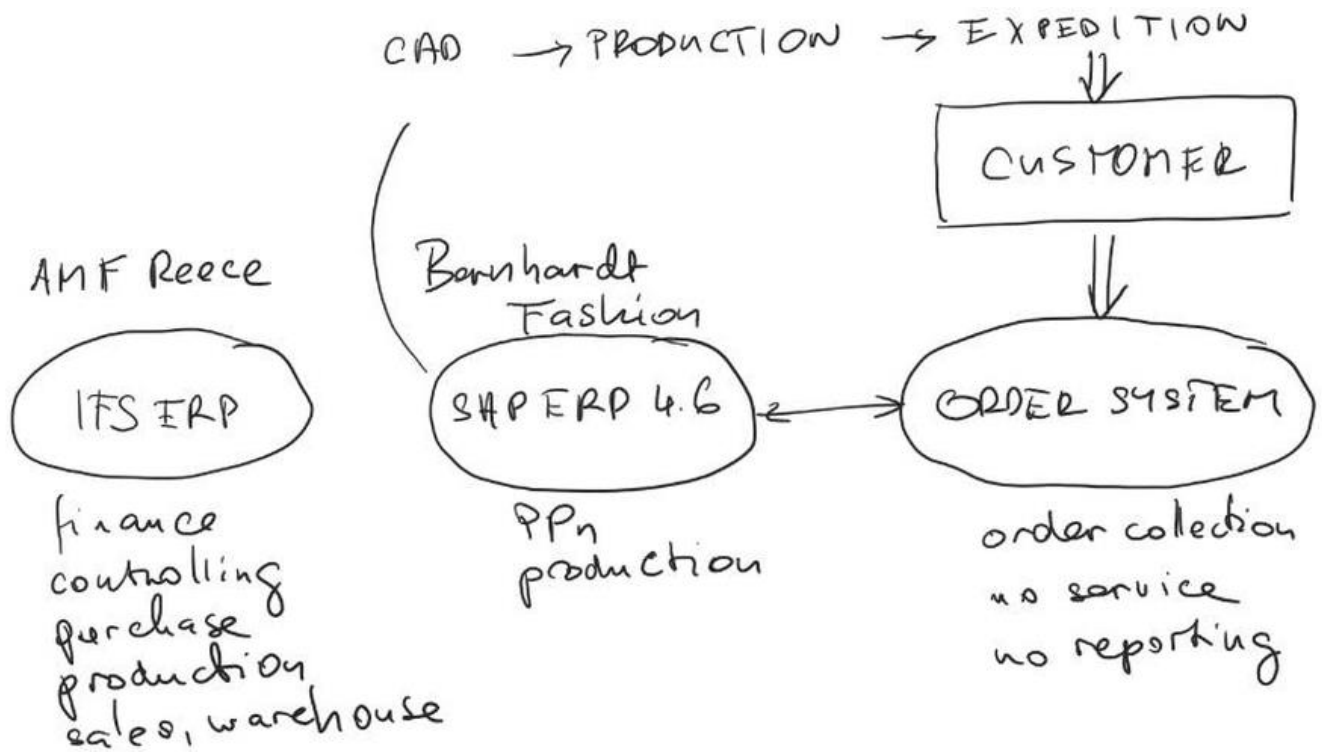 CAD → PRODUCTION → EXPEDITION
CUSTOMER
AMF Reece
Bernhardt
Fashion
IFS ERP
SAP ERP 4.6
ORDER SYSTEM
finance
controlling
purchase
production
sales, warehouse
PPn
production
order collection
no service
no reporting